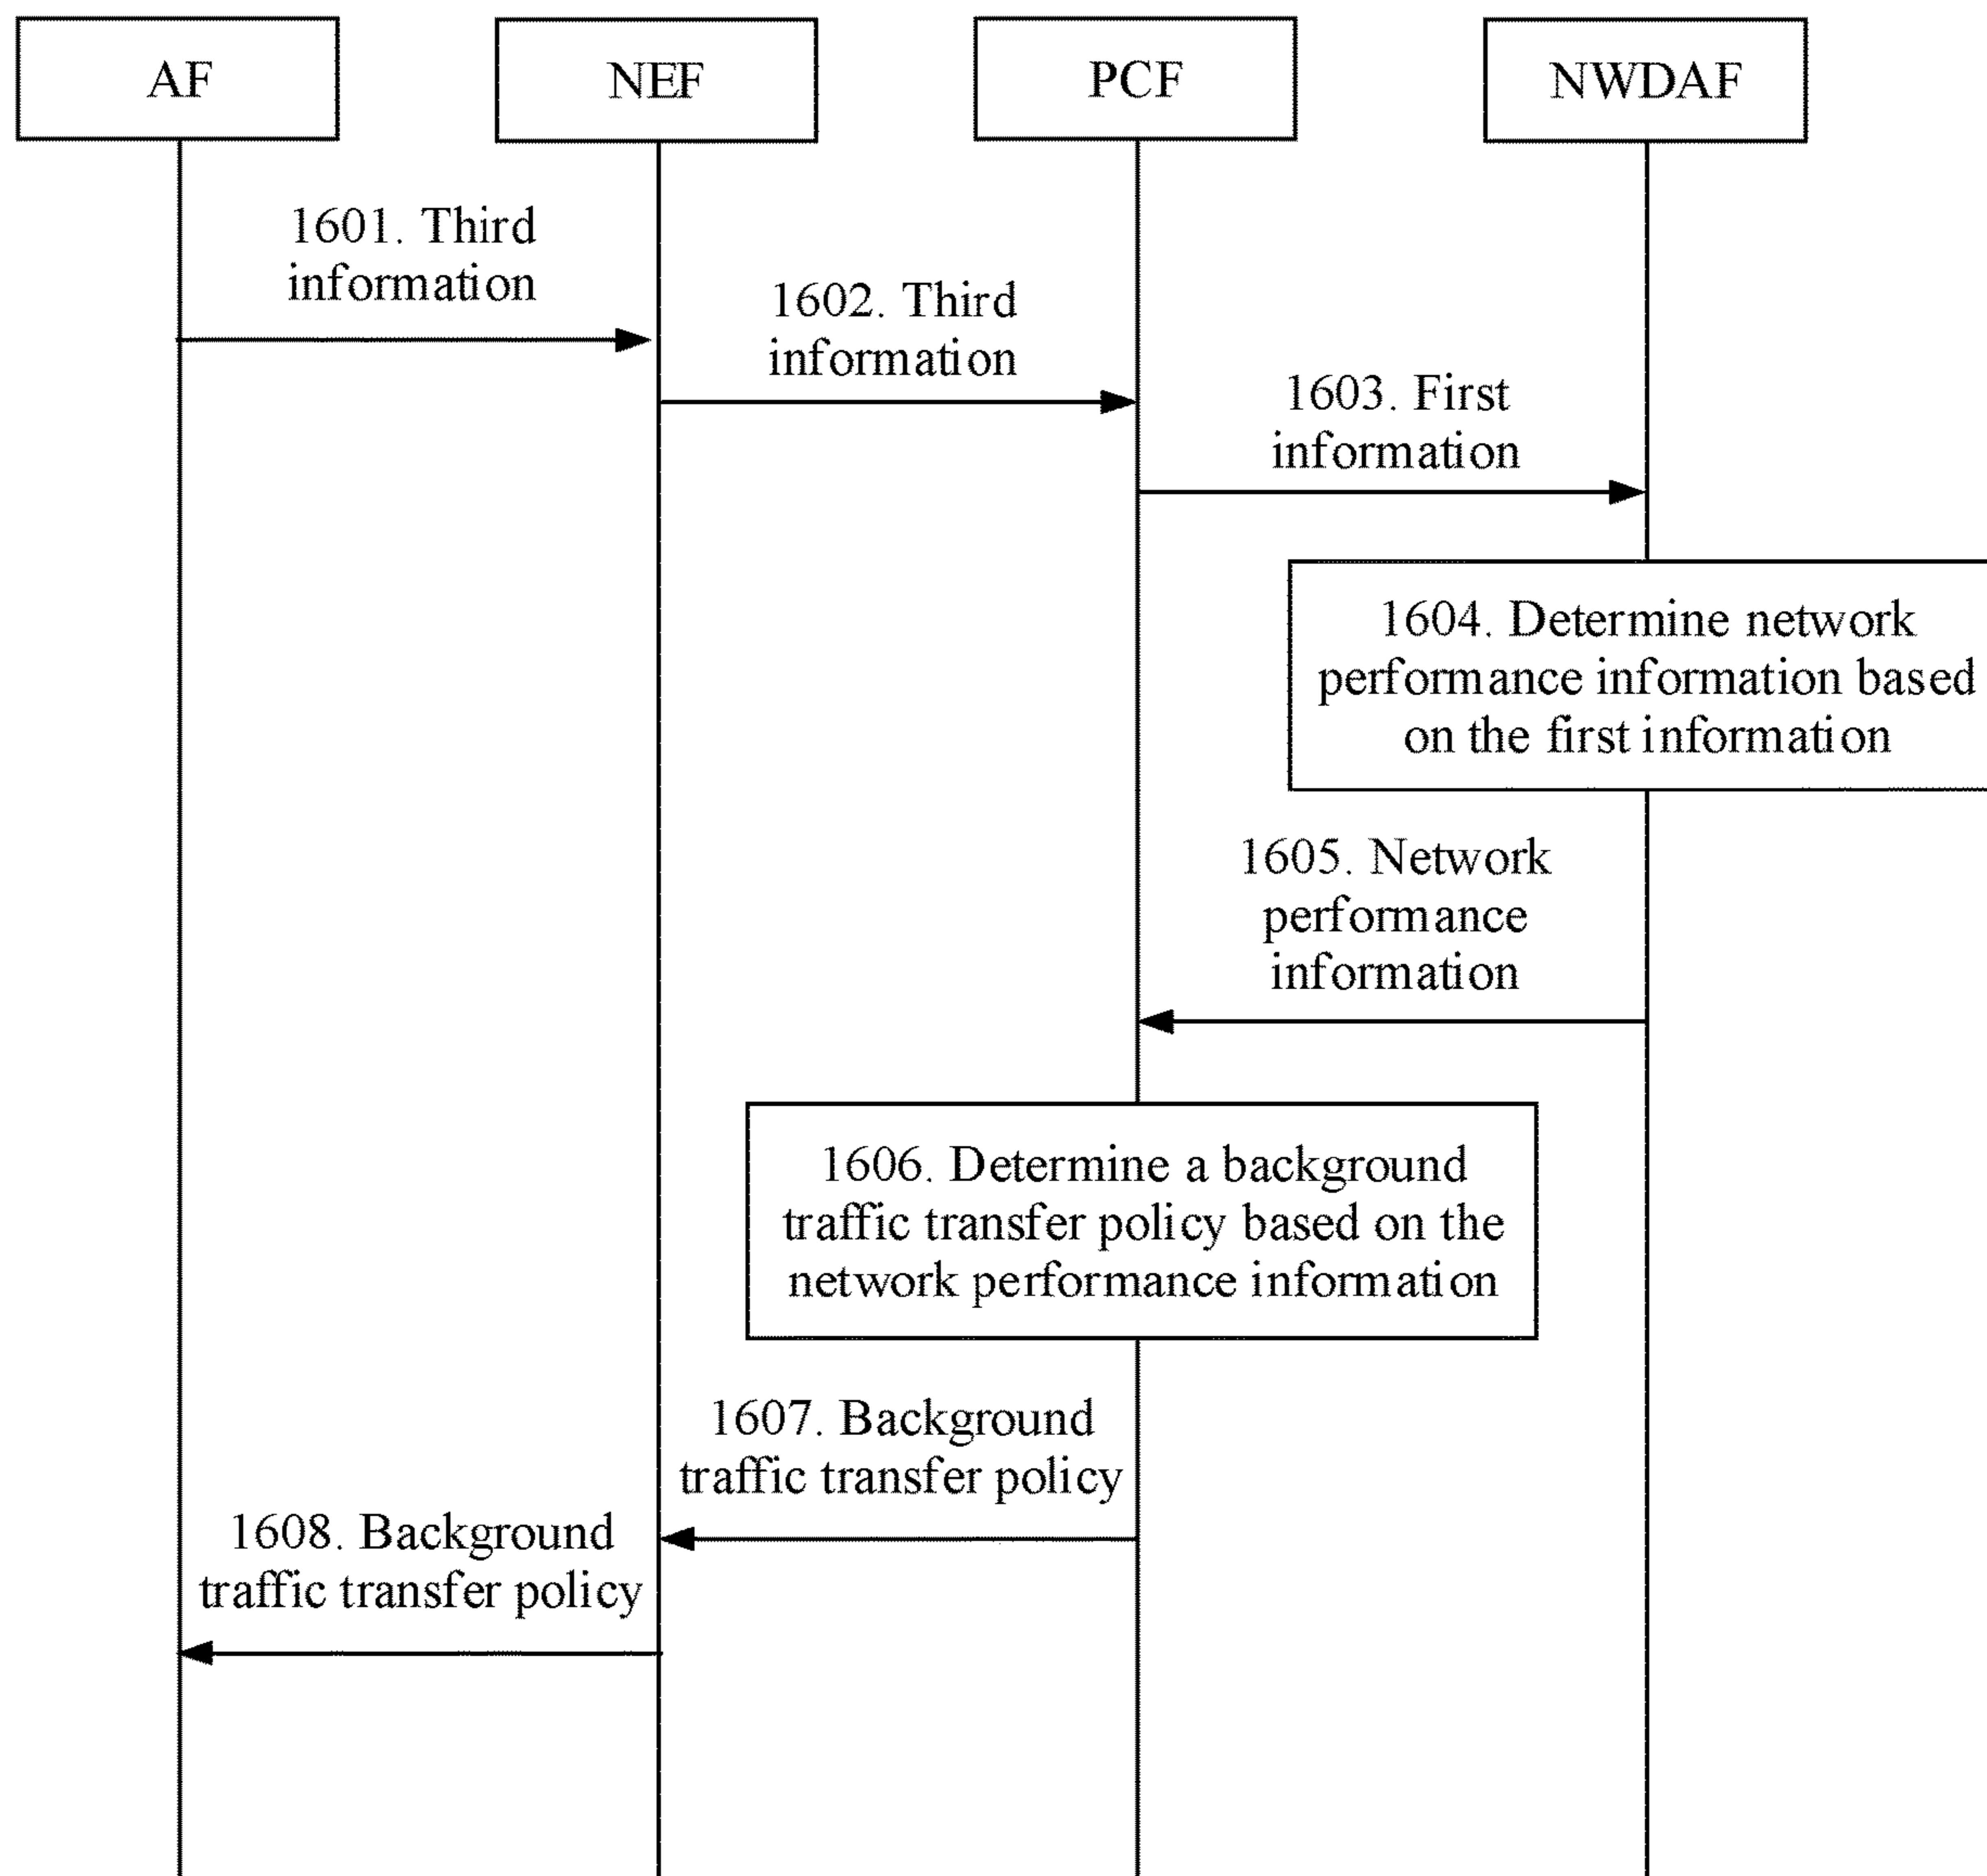 AF
NEF
PCF
NWDAF
1601. Third
information
1602. Third
information
1603. First
information
1604. Determine network
performance information based
on the first information
1605. Network
performance
information
1606. Determine a background
traffic transfer policy based on the
network performance information
1607. Background
traffic transfer policy
1608. Background
traffic transfer policy